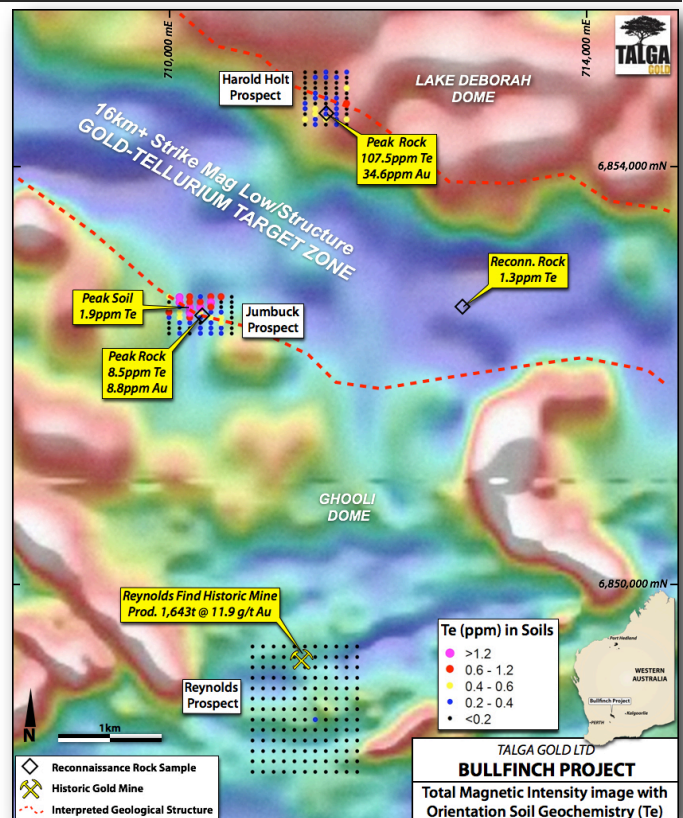 710,000 mE
714,000 mE
TALGA
GOLD
Harold Holt
Prospect
LAKE DEBORAH
DOME
Peak Rock
107.5ppm Te
34.6ppm Au
6,854,000 mN
16km+ Strike Mag Low/Structure
GOLD-TELLURIUM TARGET ZONE
Reconn. Rock
1.3ppm Te
Peak Soil
1.9ppm Te
Jumbuck
Prospect
Peak Rock
8.5ppm Te
8.8ppm Au
GHOOLI
DOME
6,850,000 mN
Reynolds Find Historic Mine
Prod. 1,643t @ 11.9 g/t Au
Reynolds
Prospect
Te (ppm) in Soils
>1.2
0.6 - 1.2
0.4 - 0.6
0.2 - 0.4
<0.2
Port Hedland
WESTERN
AUSTRALIA
Bullfinch Project
Kalgoorlie
PERTH
N
1km
Reconnaissance Rock Sample
Historic Gold Mine
Interpreted Geological Structure
TALGA GOLD LTD
BULLFINCH PROJECT
Total Magnetic Intensity image with
Orientation Soil Geochemistry (Te)